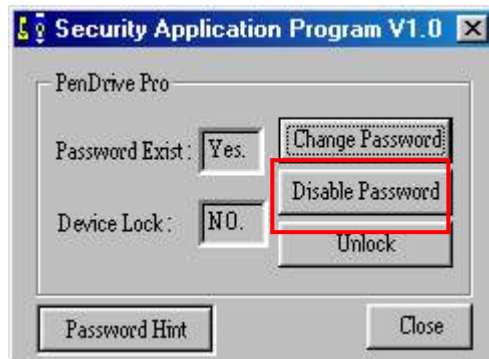 Security Application Program V1.0
PenDrive Pro
Password Exist : Yes.
Change Password
Disable Password
Device Lock : NO.
Unlock
Password Hint
Close